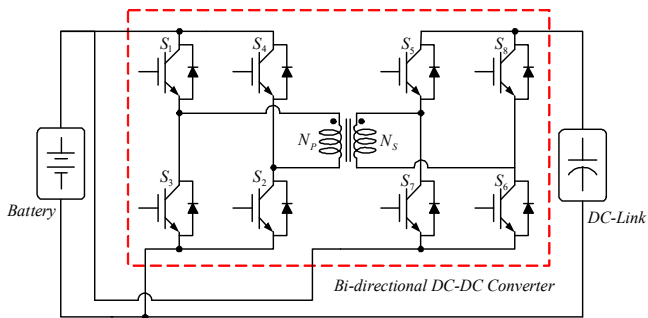 S1
S4
S5
S8
NP
NS
S3
S2
S7
S6
Battery
DC-Link
Bi-directional DC-DC Converter